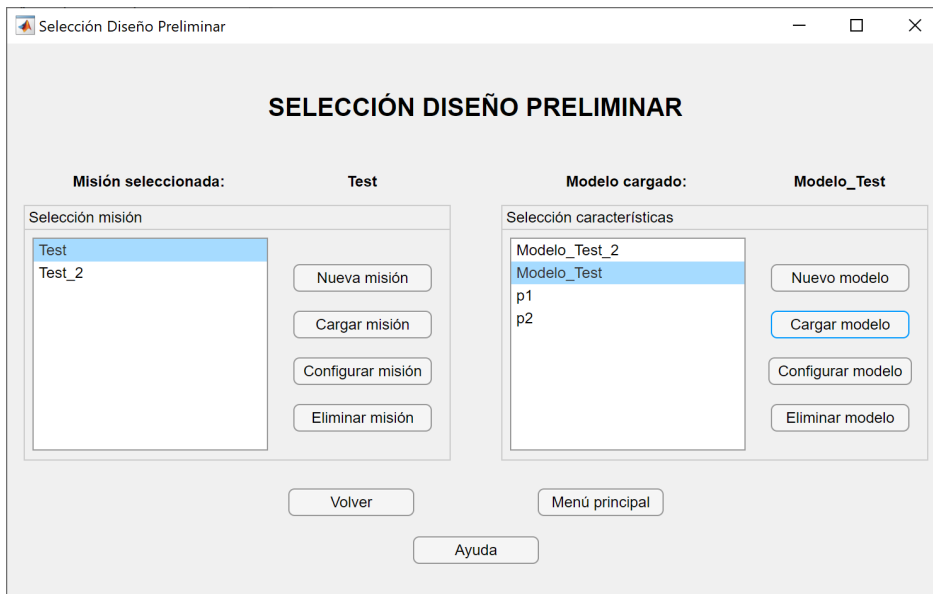 Selección Diseño Preliminar
SELECCIÓN DISEÑO PRELIMINAR
Misión seleccionada: Test
Modelo cargado: Modelo_Test
Selección misión
Test
Test_2
Nueva misión
Cargar misión
Configurar misión
Eliminar misión
Selección características
Modelo_Test_2
Modelo_Test
p1
p2
Nuevo modelo
Cargar modelo
Configurar modelo
Eliminar modelo
Volver
Menú principal
Ayuda